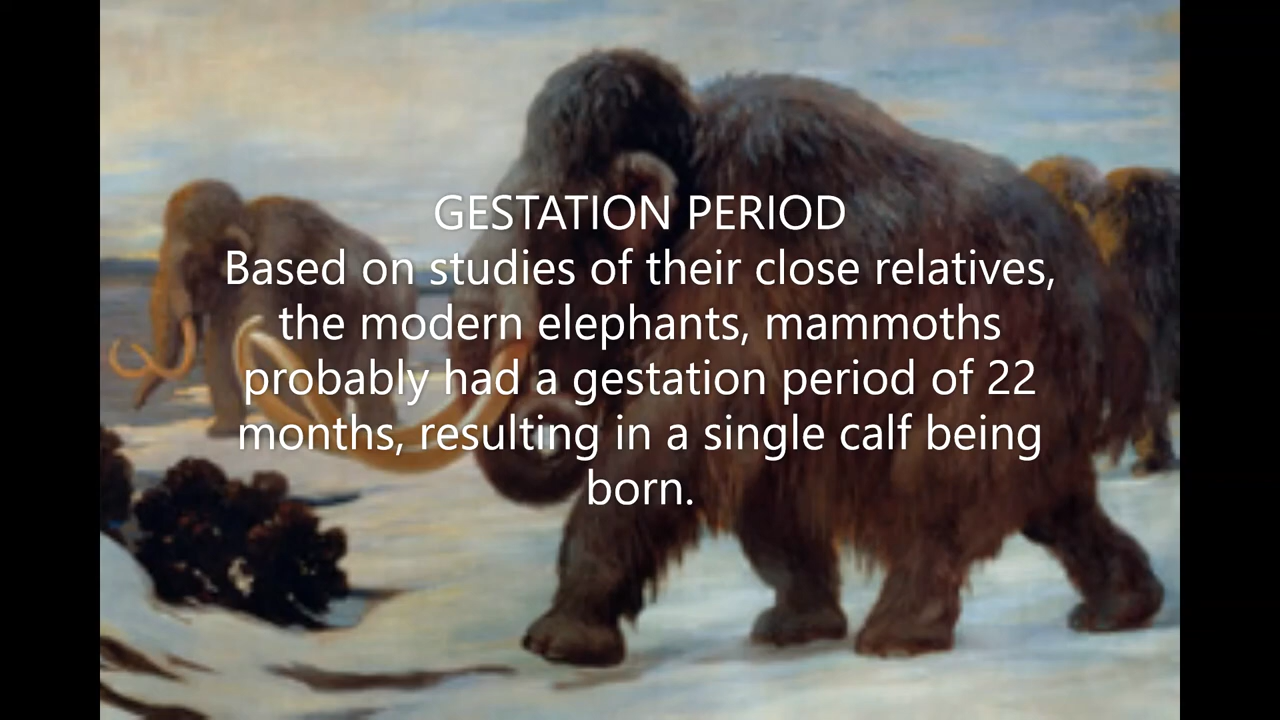 GESTATION PERIOD
Based on studies of their close relatives,
the modern elephants, mammoths
probably had a gestation period of 22
months, resulting in a single calf being
born.